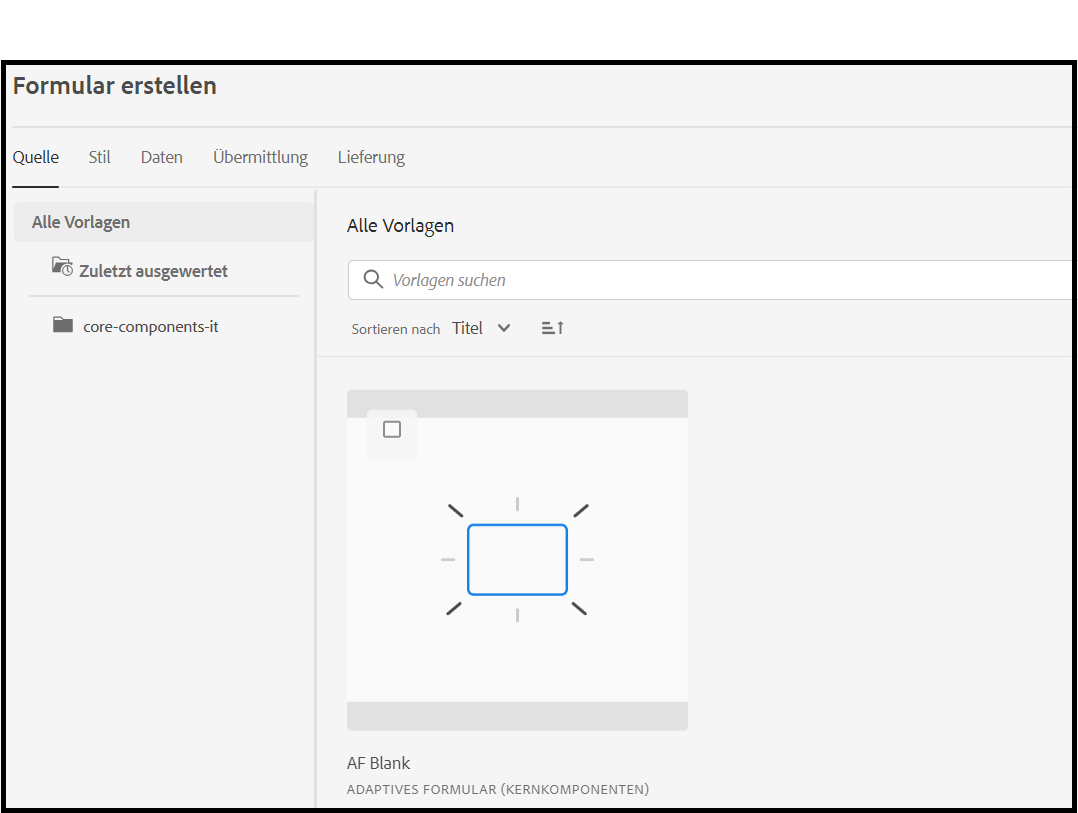 Formular erstellen
Quelle Stil Daten Übermittlung Lieferung
Alle Vorlagen
Zuletzt ausgewertet
core-components-it
Alle Vorlagen
Vorlagen suchen
Sortieren nach Titel
AF Blank
ADAPTIVES FORMULAR (KERNKOMPONENTEN)